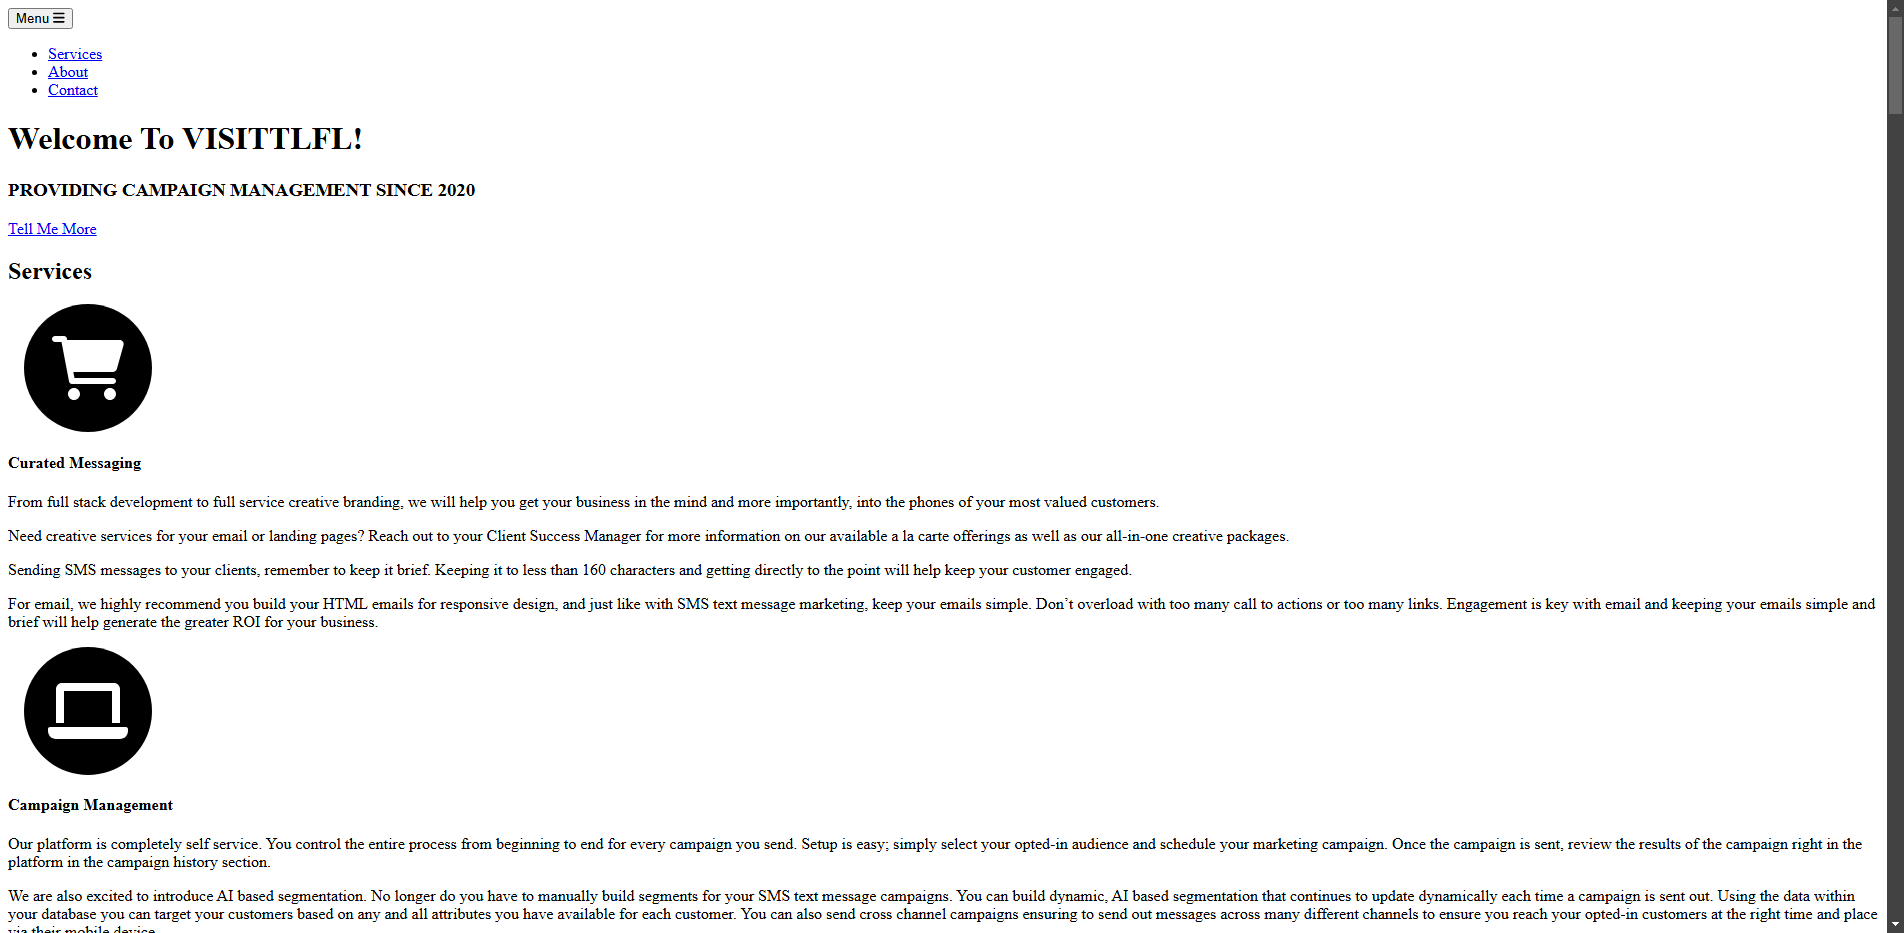 Menu
Services
About
Contact
Welcome To VISITTLFL!
PROVIDING CAMPAIGN MANAGEMENT SINCE 2020
Tell Me More
Services
Curated Messaging
From full stack development to full service creative branding, we will help you get your business in the mind and more importantly, into the phones of your most valued customers.
Need creative services for your email or landing pages? Reach out to your Client Success Manager for more information on our available a la carte offerings as well as our all-in-one creative packages.
Sending SMS messages to your clients, remember to keep it brief. Keeping it to less than 160 characters and getting directly to the point will help keep your customer engaged.
For email, we highly recommend you build your HTML emails for responsive design, and just like with SMS text message marketing, keep your emails simple. Don’t overload with too many call to actions or too many links. Engagement is key with email and keeping your emails simple and
brief will help generate the greater ROI for your business.
Campaign Management
Our platform is completely self service. You control the entire process from beginning to end for every campaign you send. Setup is easy; simply select your opted-in audience and schedule your marketing campaign. Once the campaign is sent, review the results of the campaign right in the
platform in the campaign history section.
We are also excited to introduce AI based segmentation. No longer do you have to manually build segments for your SMS text message campaigns. You can build dynamic, AI based segmentation that continues to update dynamically each time a campaign is sent out. Using the data within
your database you can target your customers based on any and all attributes you have available for each customer. You can also send cross channel campaigns ensuring to send out messages across many different channels to ensure you reach your opted-in customers at the right time and place
via their mobile device.